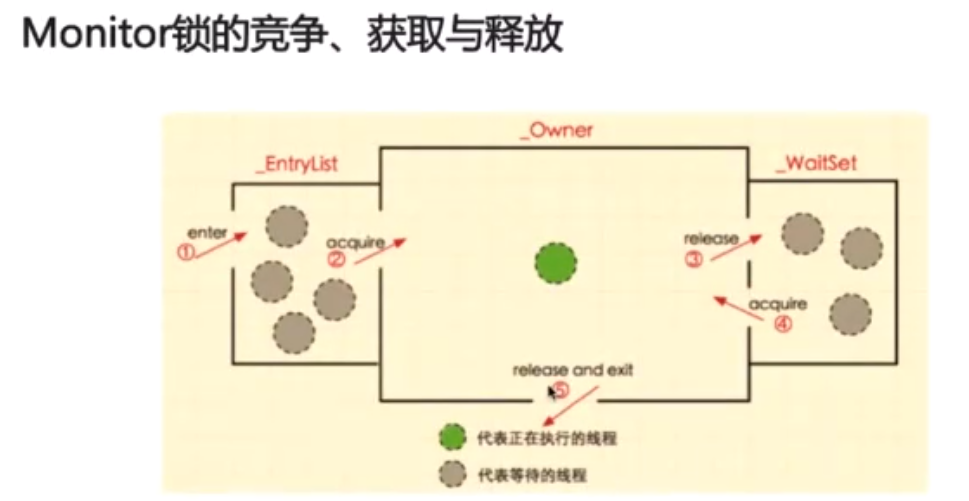 Monitor锁的竞争、获取与释放
_Owner
_EntryList
_WaitSet
enter
①
acquire
②
release
③
acquire
④
release and exit
⑤
代表正在执行的线程
代表等待的线程